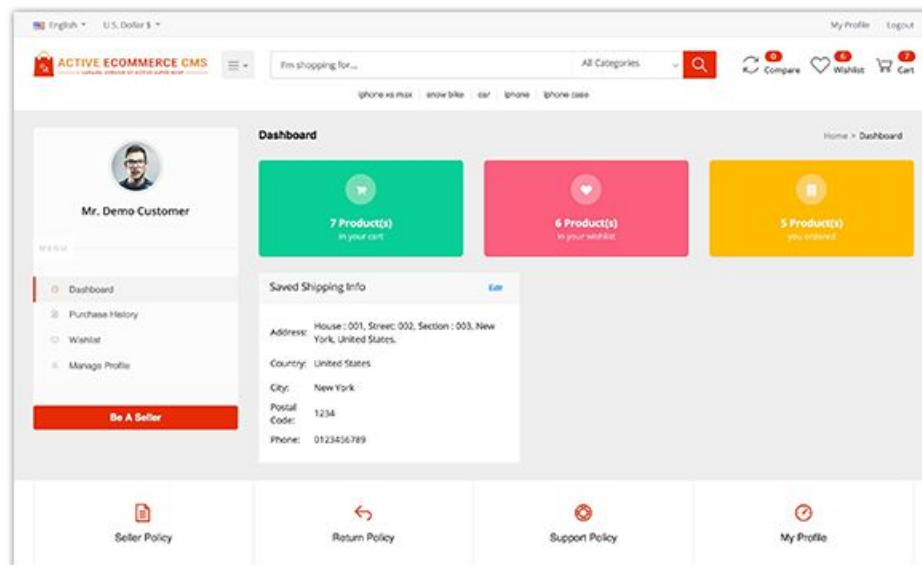 English U.S. Dollar $ My Profile Logout
ACTIVE ECOMMERCE CMS
I'm shopping for... All Categories
0 Compare 6 Wishlist 7 Cart
iphone xs max snow bike car iphone iphone case
Dashboard Home > Dashboard
Mr. Demo Customer
MENU
Dashboard
Purchase History
Wishlist
Manage Profile
Be A Seller
7 Product(s)
in your cart
6 Product(s)
in your wishlist
5 Product(s)
you ordered
Saved Shipping Info Edit
Address: House : 001, Street: 002, Section : 003, New
York, United States.
Country: United States
City: New York
Postal
Code: 1234
Phone: 0123456789
Seller Policy Return Policy Support Policy My Profile